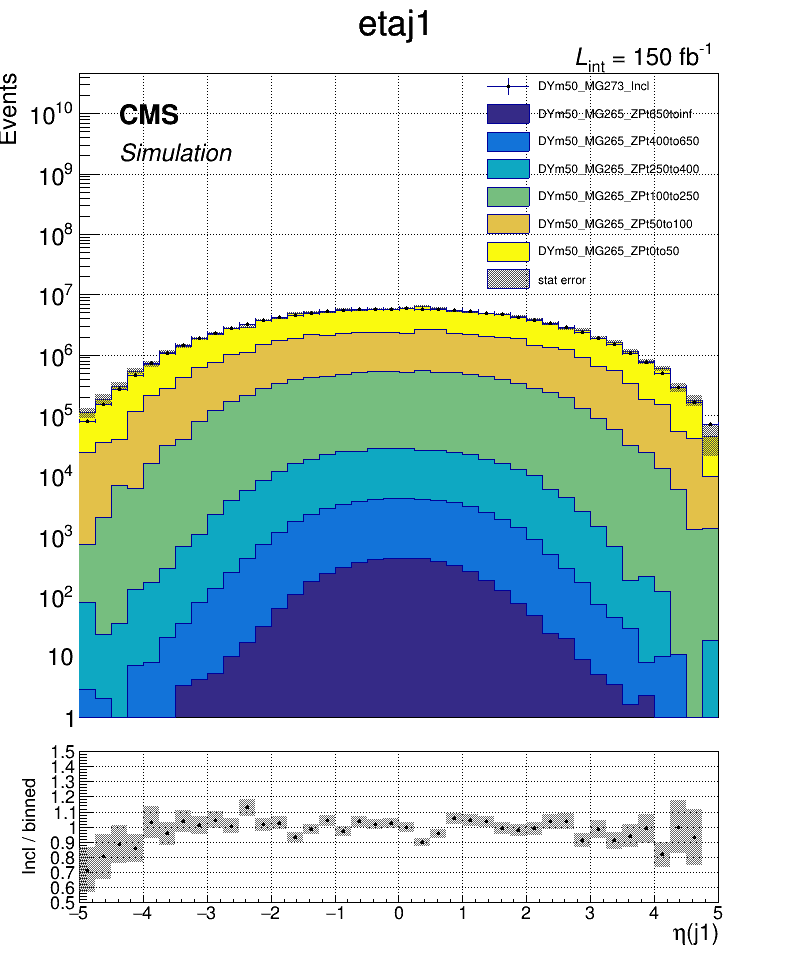 etaj1
L_int = 150 fb^-1
Events
CMS
Simulation
DYm50_MG273_Incl
DYm50_MG265_ZPt650toinf
DYm50_MG265_ZPt400to650
DYm50_MG265_ZPt250to400
DYm50_MG265_ZPt100to250
DYm50_MG265_ZPt50to100
DYm50_MG265_ZPt0to50
stat error
10^10
10^9
10^8
10^7
10^6
10^5
10^4
10^3
10^2
10
1
Incl / binned
1.5
1.4
1.3
1.2
1.1
1
0.9
0.8
0.7
0.6
0.5
−5 −4 −3 −2 −1 0 1 2 3 4 5
η(j1)